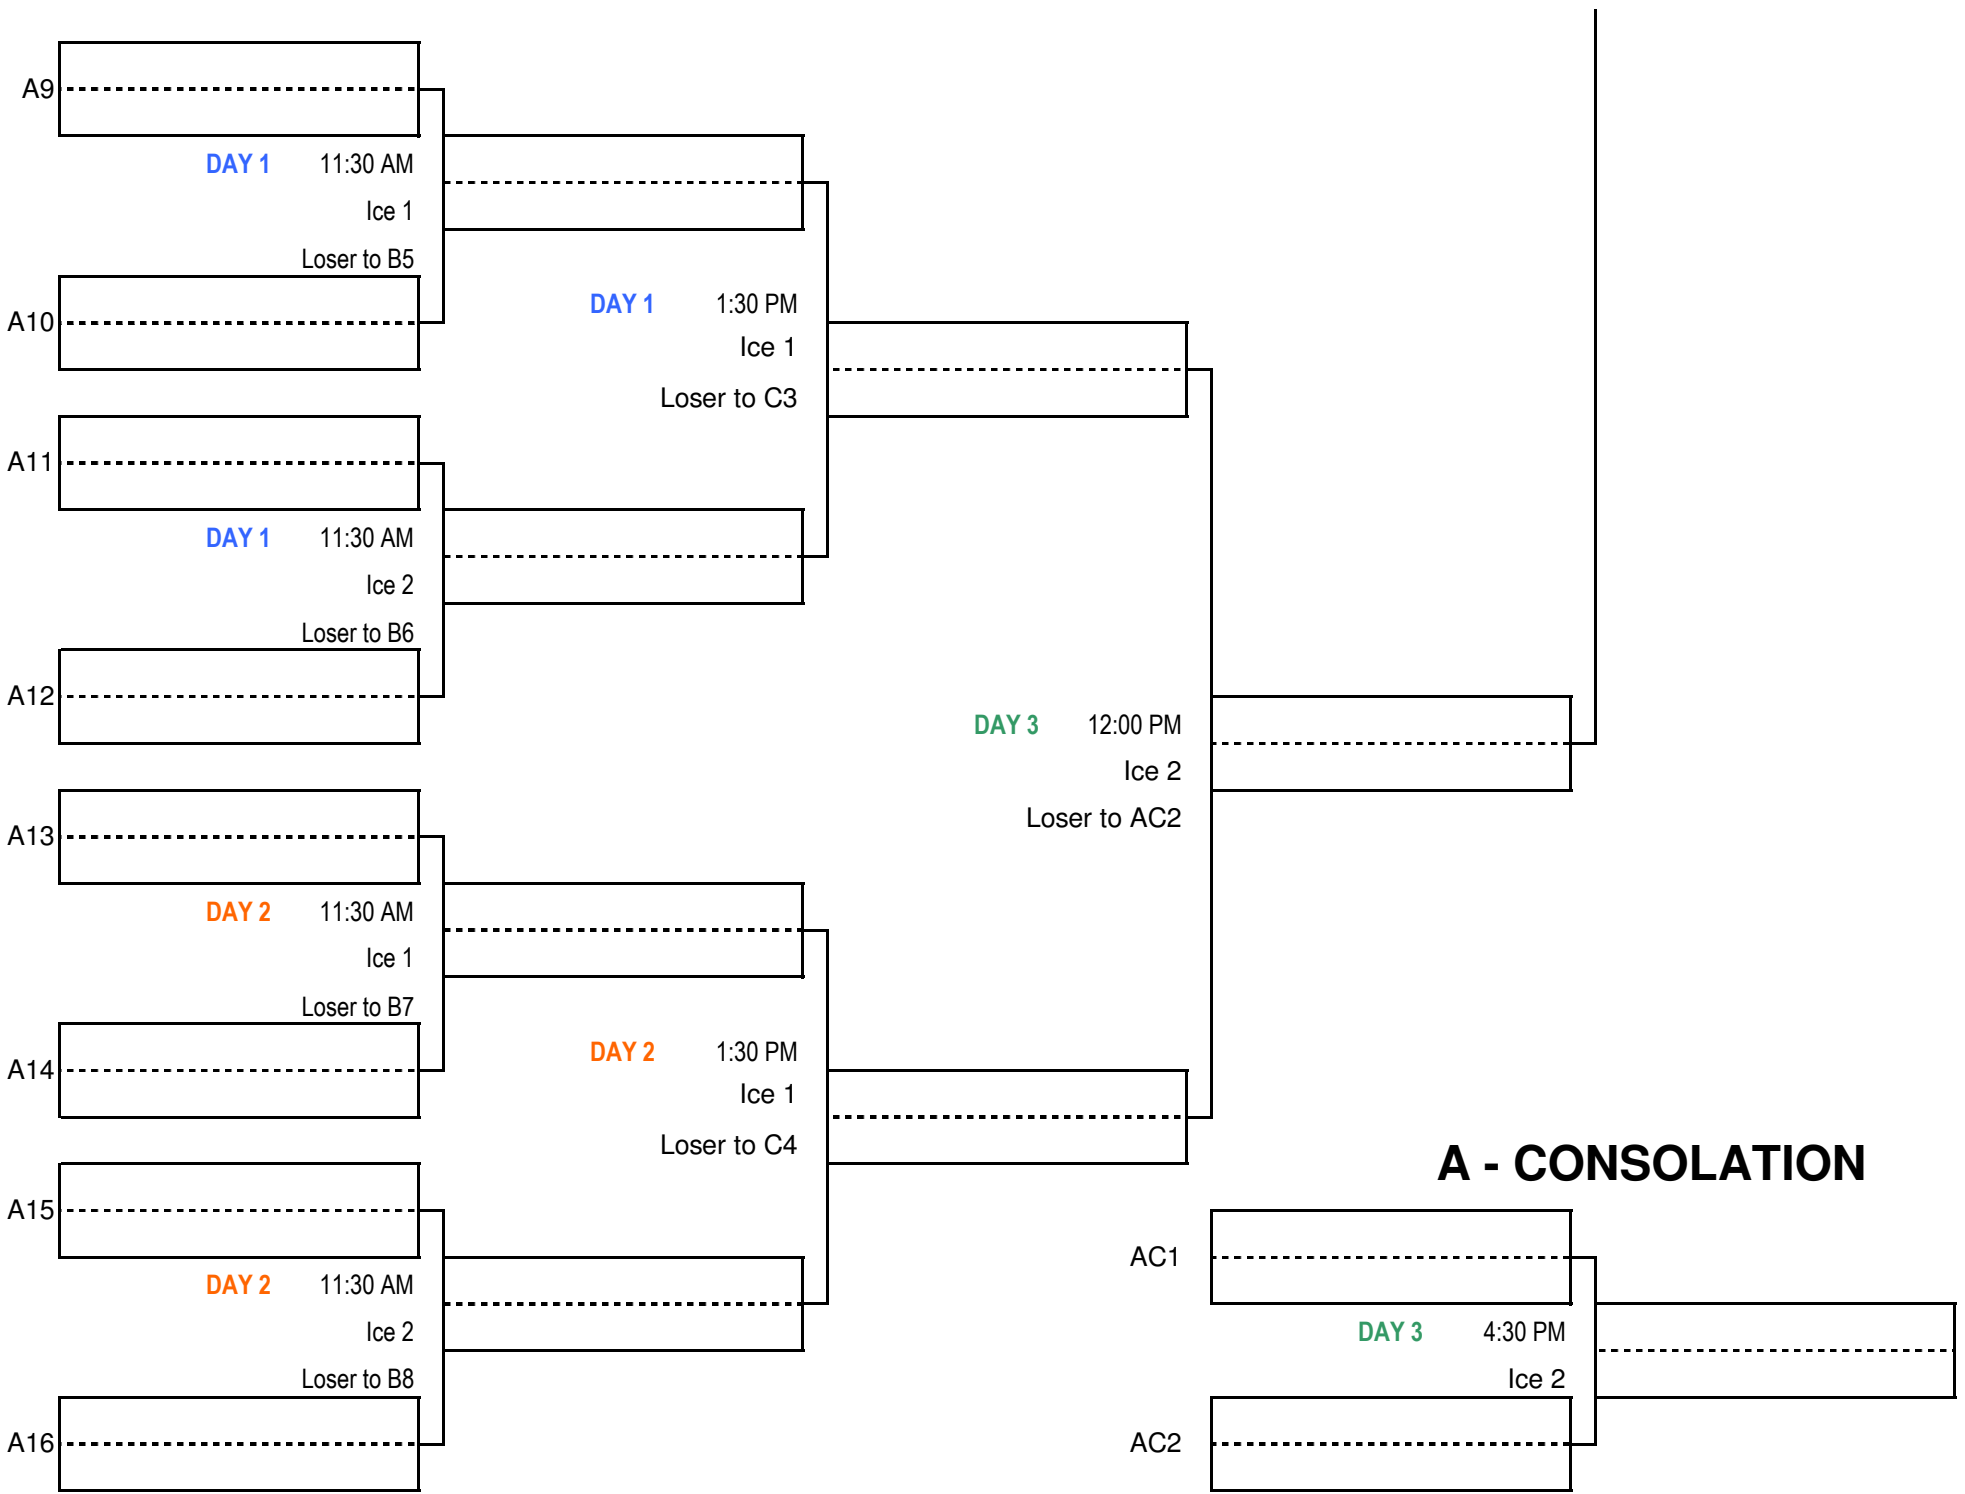 A9
DAY 1 11:30 AM
Ice 1
Loser to B5
A10
DAY 1 1:30 PM
Ice 1
Loser to C3
A11
DAY 1 11:30 AM
Ice 2
Loser to B6
A12
DAY 3 12:00 PM
Ice 2
Loser to AC2
A13
DAY 2 11:30 AM
Ice 1
Loser to B7
A14
DAY 2 1:30 PM
Ice 1
Loser to C4
A - CONSOLATION
A15
AC1
DAY 2 11:30 AM
Ice 2
Loser to B8
DAY 3 4:30 PM
Ice 2
A16
AC2